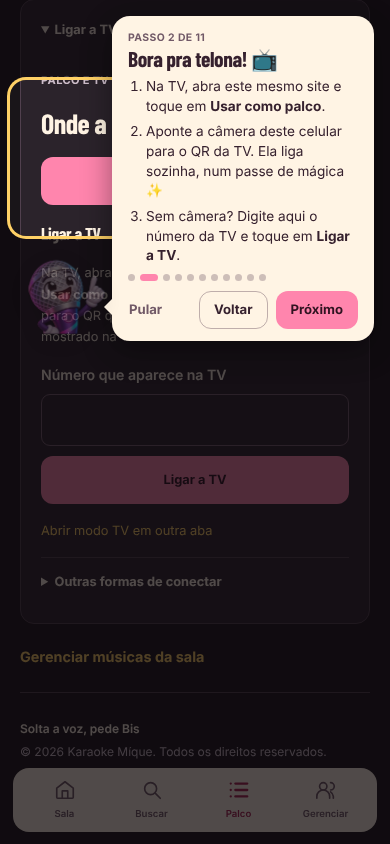 ▼ Ligar a TV
PASSO 2 DE 11
Bora pra telona! 📺
1. Na TV, abra este mesmo site e
toque em Usar como palco.
2. Aponte a câmera deste celular
para o QR da TV. Ela liga
sozinha, num passe de mágica
✨
3. Sem câmera? Digite aqui o
número da TV e toque em Ligar
a TV.
Pular
Voltar
Próximo
PALCO E TV
Onde a
Ligar a TV
Na TV, abra
Usar como
para o QR d
mostrado na
Número que aparece na TV
Ligar a TV
Abrir modo TV em outra aba
▶ Outras formas de conectar
Gerenciar músicas da sala
Solta a voz, pede Bis
© 2026 Karaoke Mique. Todos os direitos reservados.
Sala
Buscar
Palco
Gerenciar